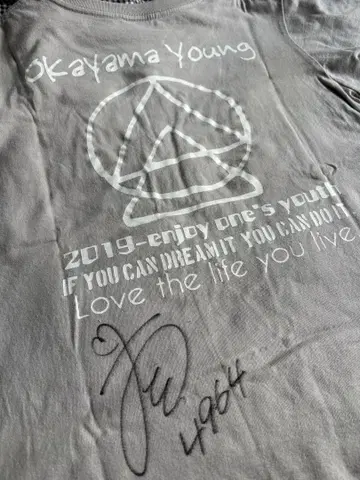 OKAYAMA YOUNG
2019-enjoy one's youth
IF YOU CAN DREAM IT YOU CAN DO IT
Love the life you live
4964